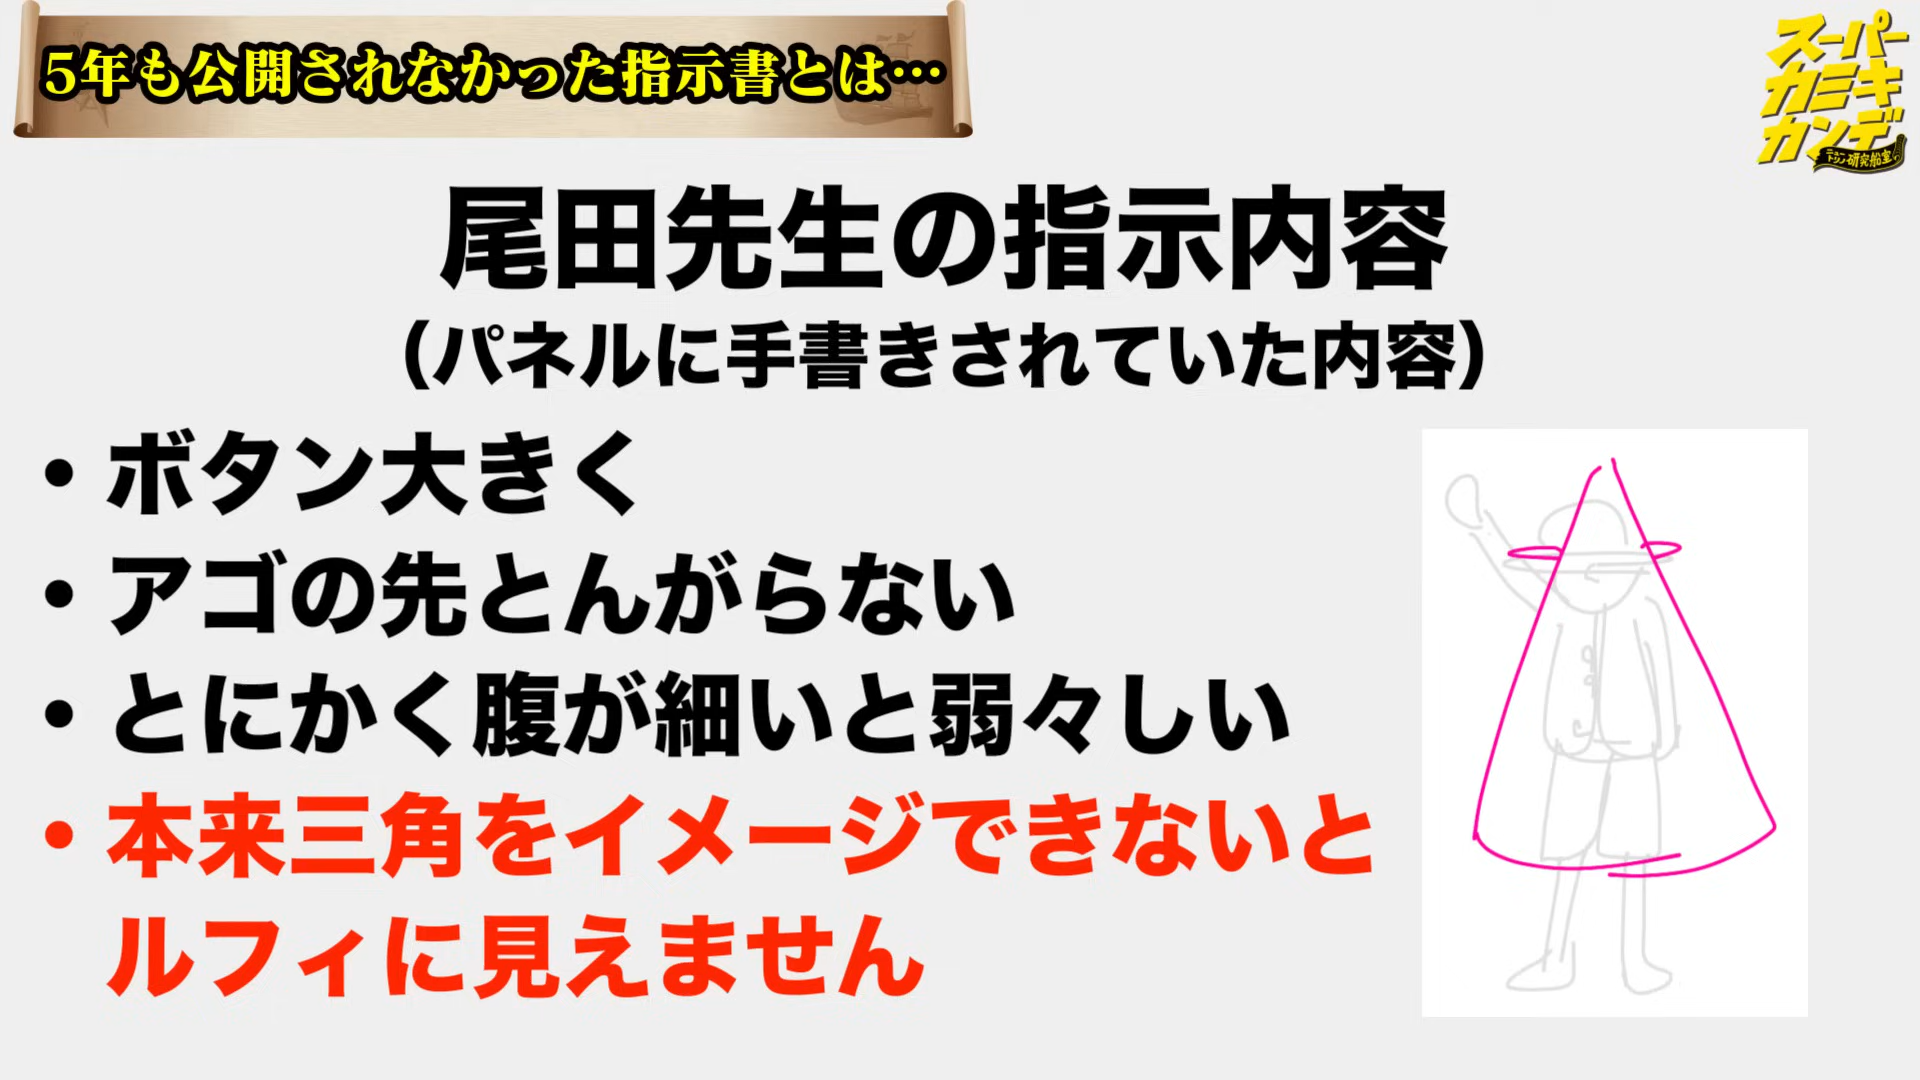 5年も公開されなかった指示書とは…
スーパー
カミキ
カンデ
研究船室
尾田先生の指示内容
（パネルに手書きされていた内容）
・ボタン大きく
・アゴの先とんがらない
・とにかく腹が細いと弱々しい
・本来三角をイメージできないと
ルフィに見えません